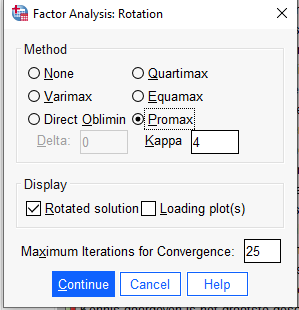 Factor Analysis: Rotation
Method
None
Quartimax
Varimax
Equamax
Direct Oblimin
Promax
Delta: 0
Kappa 4
Display
Rotated solution
Loading plot(s)
Maximum Iterations for Convergence: 25
Continue
Cancel
Help